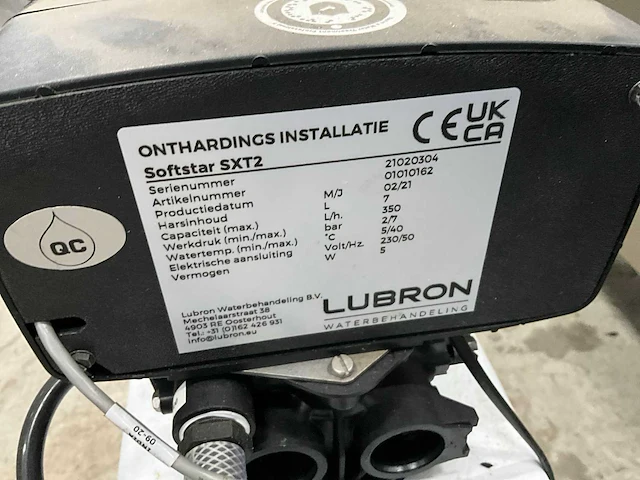 ONTHARDINGS INSTALLATIE
CE UK CA
Softstar SXT2
Serienummer 21020304
Artikelnummer 01010162
Productiedatum M/J 02/21
Harsinhoud L 7
Capaciteit (max.) L/h. 350
Werkdruk (min./max.) bar 2/7
Watertemp. (min./max.) °C 5/40
Elektrische aansluiting Volt/Hz. 230/50
Vermogen W 5
Lubron Waterbehandeling B.V.
Mechelaarstraat 38
4903 RE Oosterhout
Tel.: +31 (0)162 426 931
info@lubron.eu
LUBRON
WATERBEHANDELING
QC
09-20